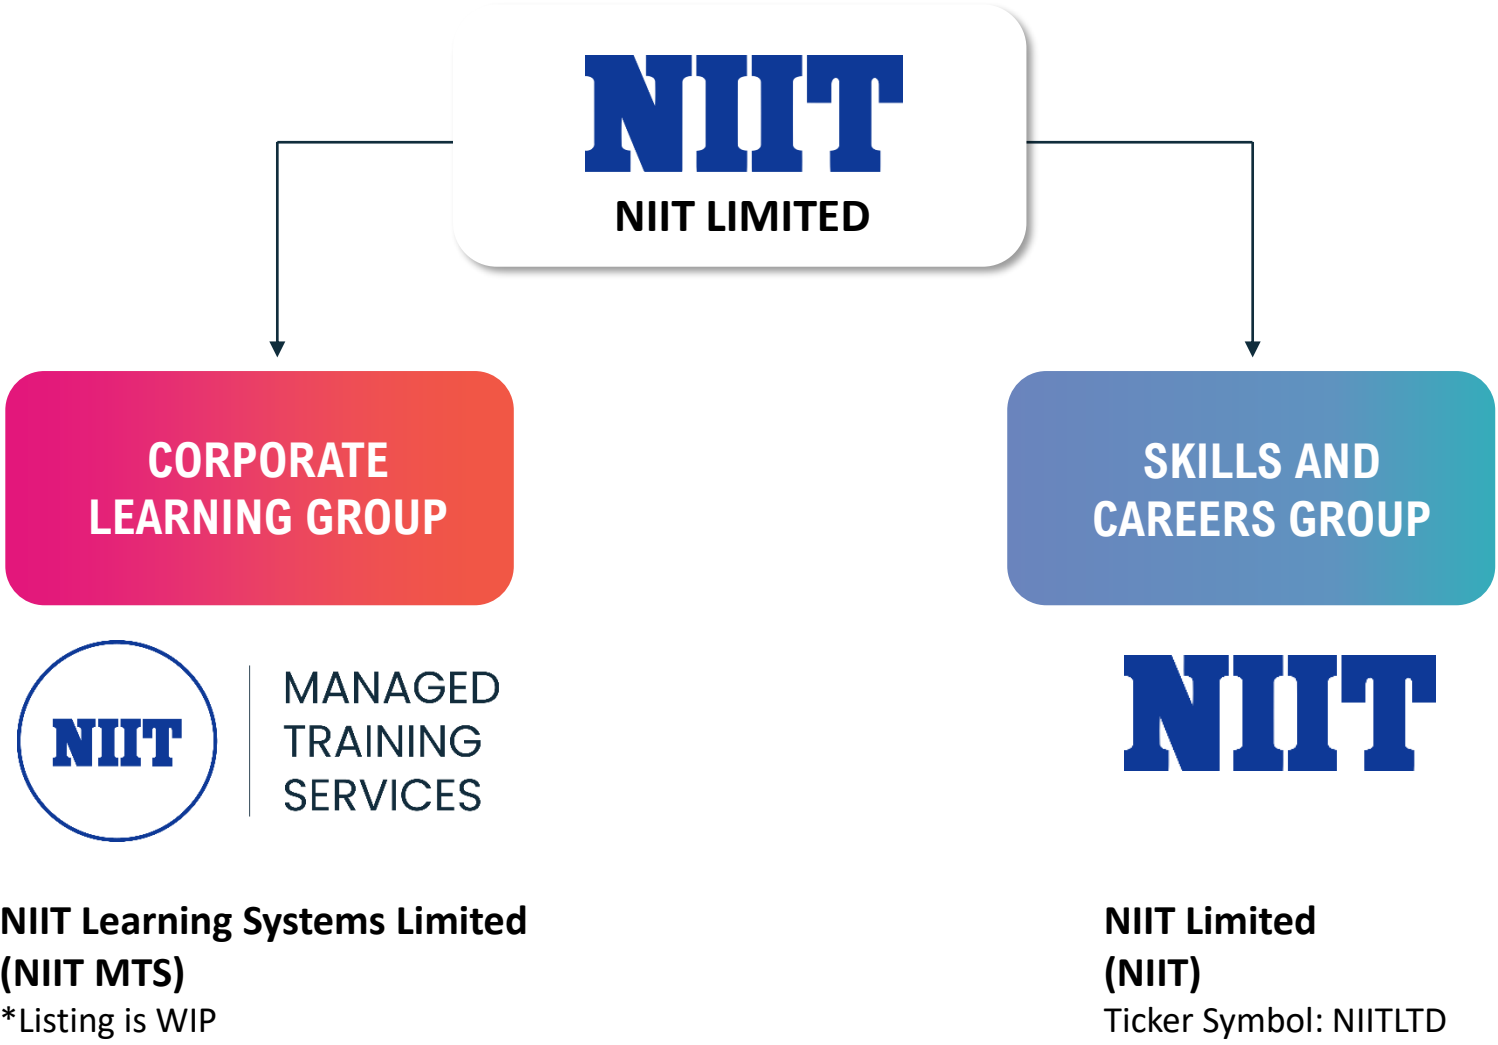 NIIT
NIIT LIMITED
CORPORATE
LEARNING GROUP
NIIT
MANAGED
TRAINING
SERVICES
NIIT Learning Systems Limited
(NIIT MTS)
*Listing is WIP
SKILLS AND
CAREERS GROUP
NIIT
NIIT Limited
(NIIT)
Ticker Symbol: NIITLTD